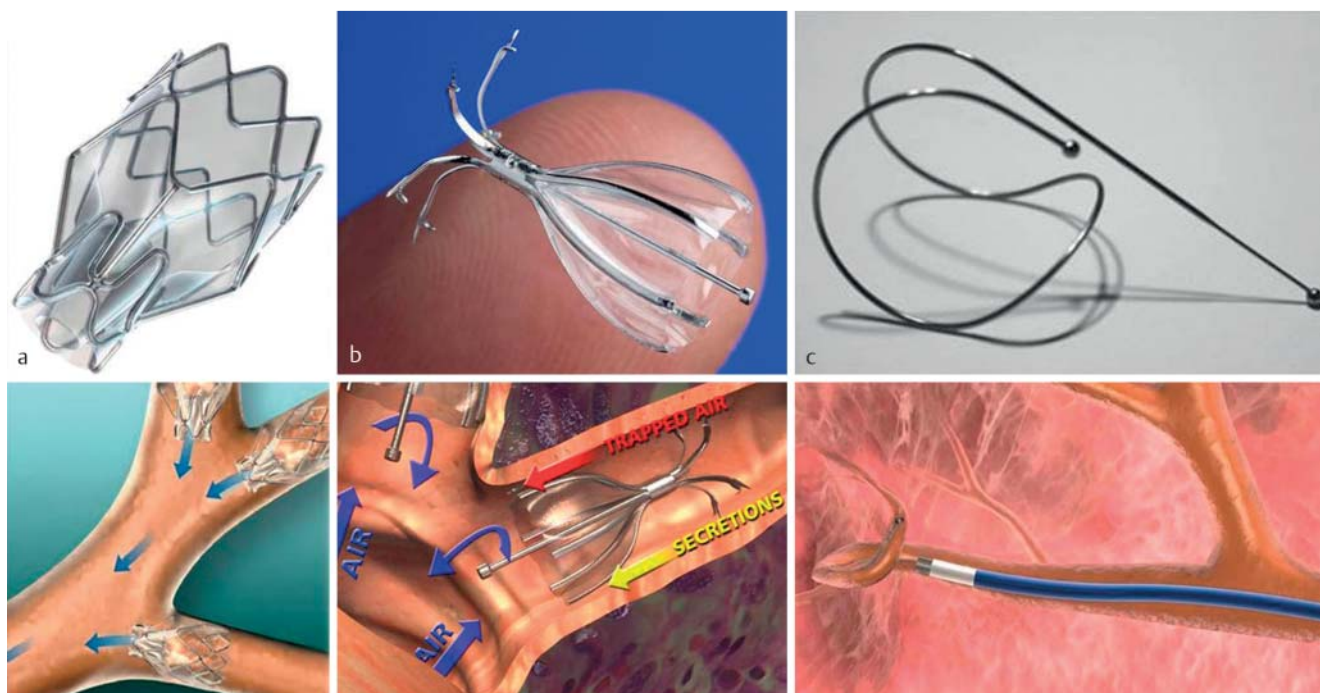 a
b
c
TRAPPED AIR
SECRETIONS
AIR
AIR